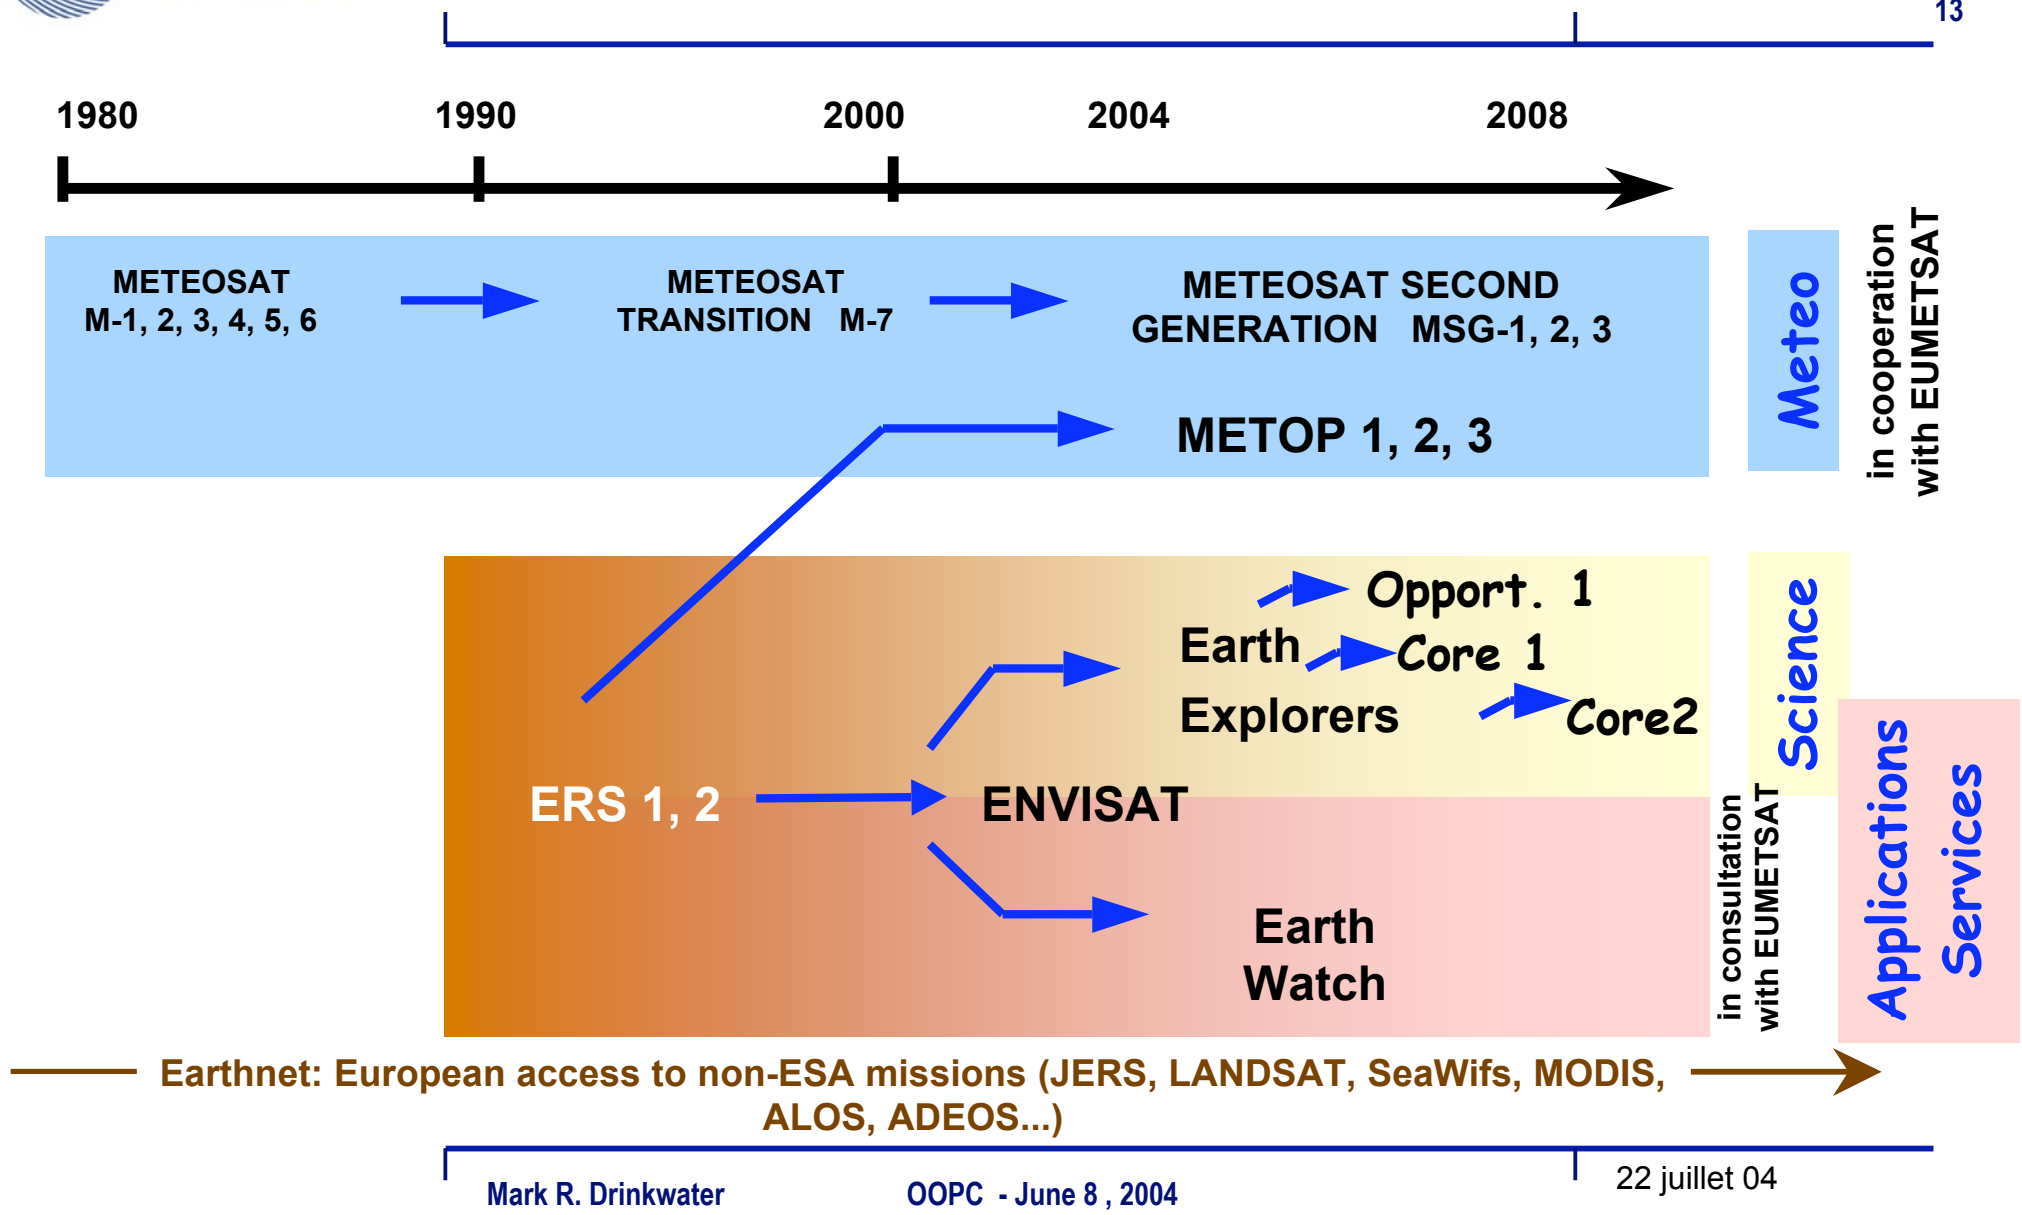 13
1980 1990 2000 2004 2008
METEOSAT
M-1, 2, 3, 4, 5, 6
METEOSAT
TRANSITION M-7
METEOSAT SECOND
GENERATION MSG-1, 2, 3
METOP 1, 2, 3
Meteo
in cooperation
with EUMETSAT
Opport. 1
Earth
Core 1
Explorers
Core2
ERS 1, 2
ENVISAT
Earth
Watch
Science
in consultation
with EUMETSAT
Applications
Services
Earthnet: European access to non-ESA missions (JERS, LANDSAT, SeaWifs, MODIS,
ALOS, ADEOS...)
Mark R. Drinkwater
OOPC - June 8 , 2004
22 juillet 04